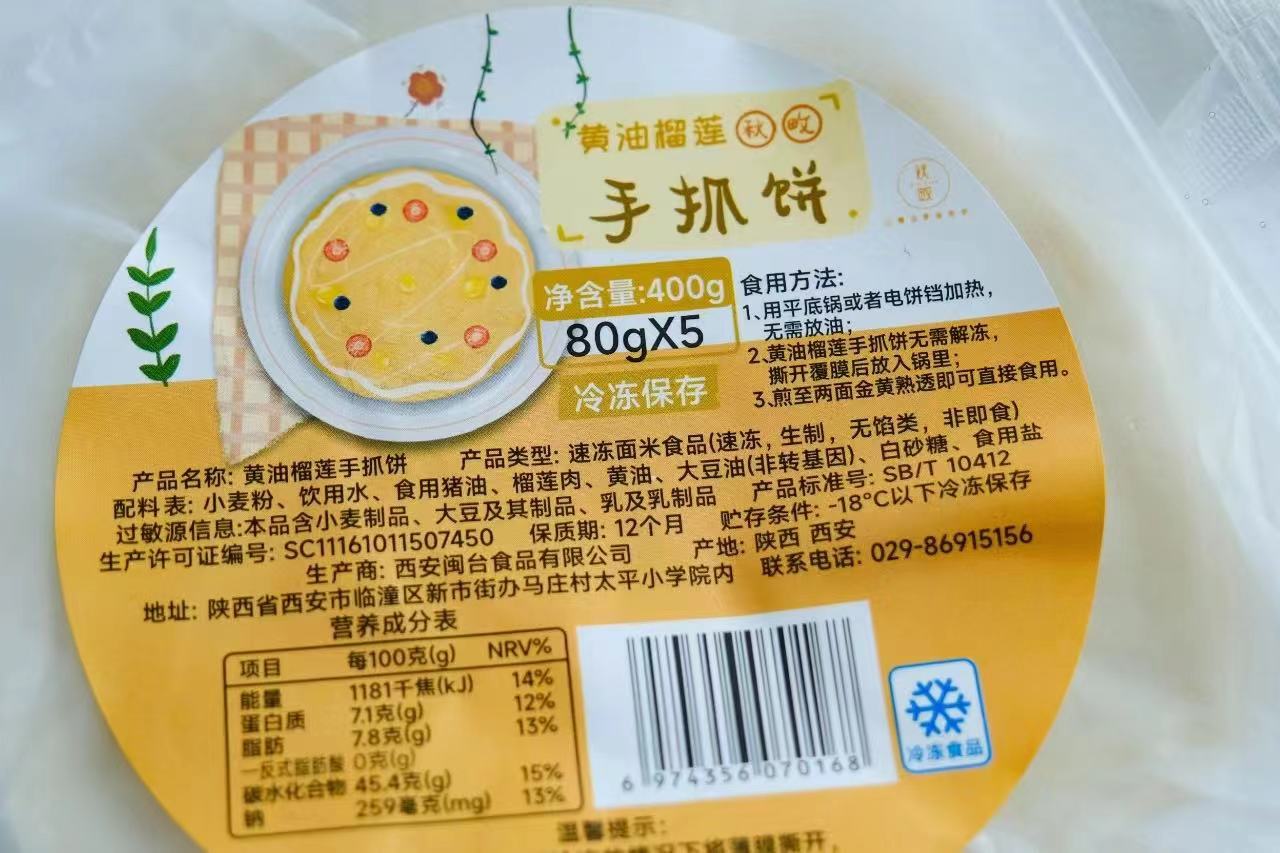 黄油榴莲 秋畋
手抓饼
秋
畋
净含量:400g
80gX5
冷冻保存
食用方法:
1、用平底锅或者电饼铛加热，
无需放油；
2、黄油榴莲手抓饼无需解冻，
撕开覆膜后放入锅里；
3、煎至两面金黄熟透即可直接食用。
产品名称: 黄油榴莲手抓饼 产品类型: 速冻面米食品(速冻，生制，无馅类，非即食)
配料表: 小麦粉、饮用水、食用猪油、榴莲肉、黄油、大豆油(非转基因)、白砂糖、食用盐
过敏源信息:本品含小麦制品、大豆及其制品、乳及乳制品 产品标准号: SB/T 10412
生产许可证编号: SC11161011507450 保质期: 12个月 贮存条件: -18°C以下冷冻保存
生产商: 西安闽台食品有限公司 产地: 陕西 西安
地址: 陕西省西安市临潼区新市街办马庄村太平小学院内 联系电话: 029-86915156
营养成分表
项目 每100克(g) NRV%
能量 1181千焦(kJ) 14%
蛋白质 7.1克(g) 12%
脂肪 7.8克(g) 13%
—反式脂肪酸 0克(g)
碳水化合物 45.4克(g) 15%
钠 259毫克(mg) 13%
6 974356 070168
冷冻食品
温馨提示:
情况下将薄膜撕开，